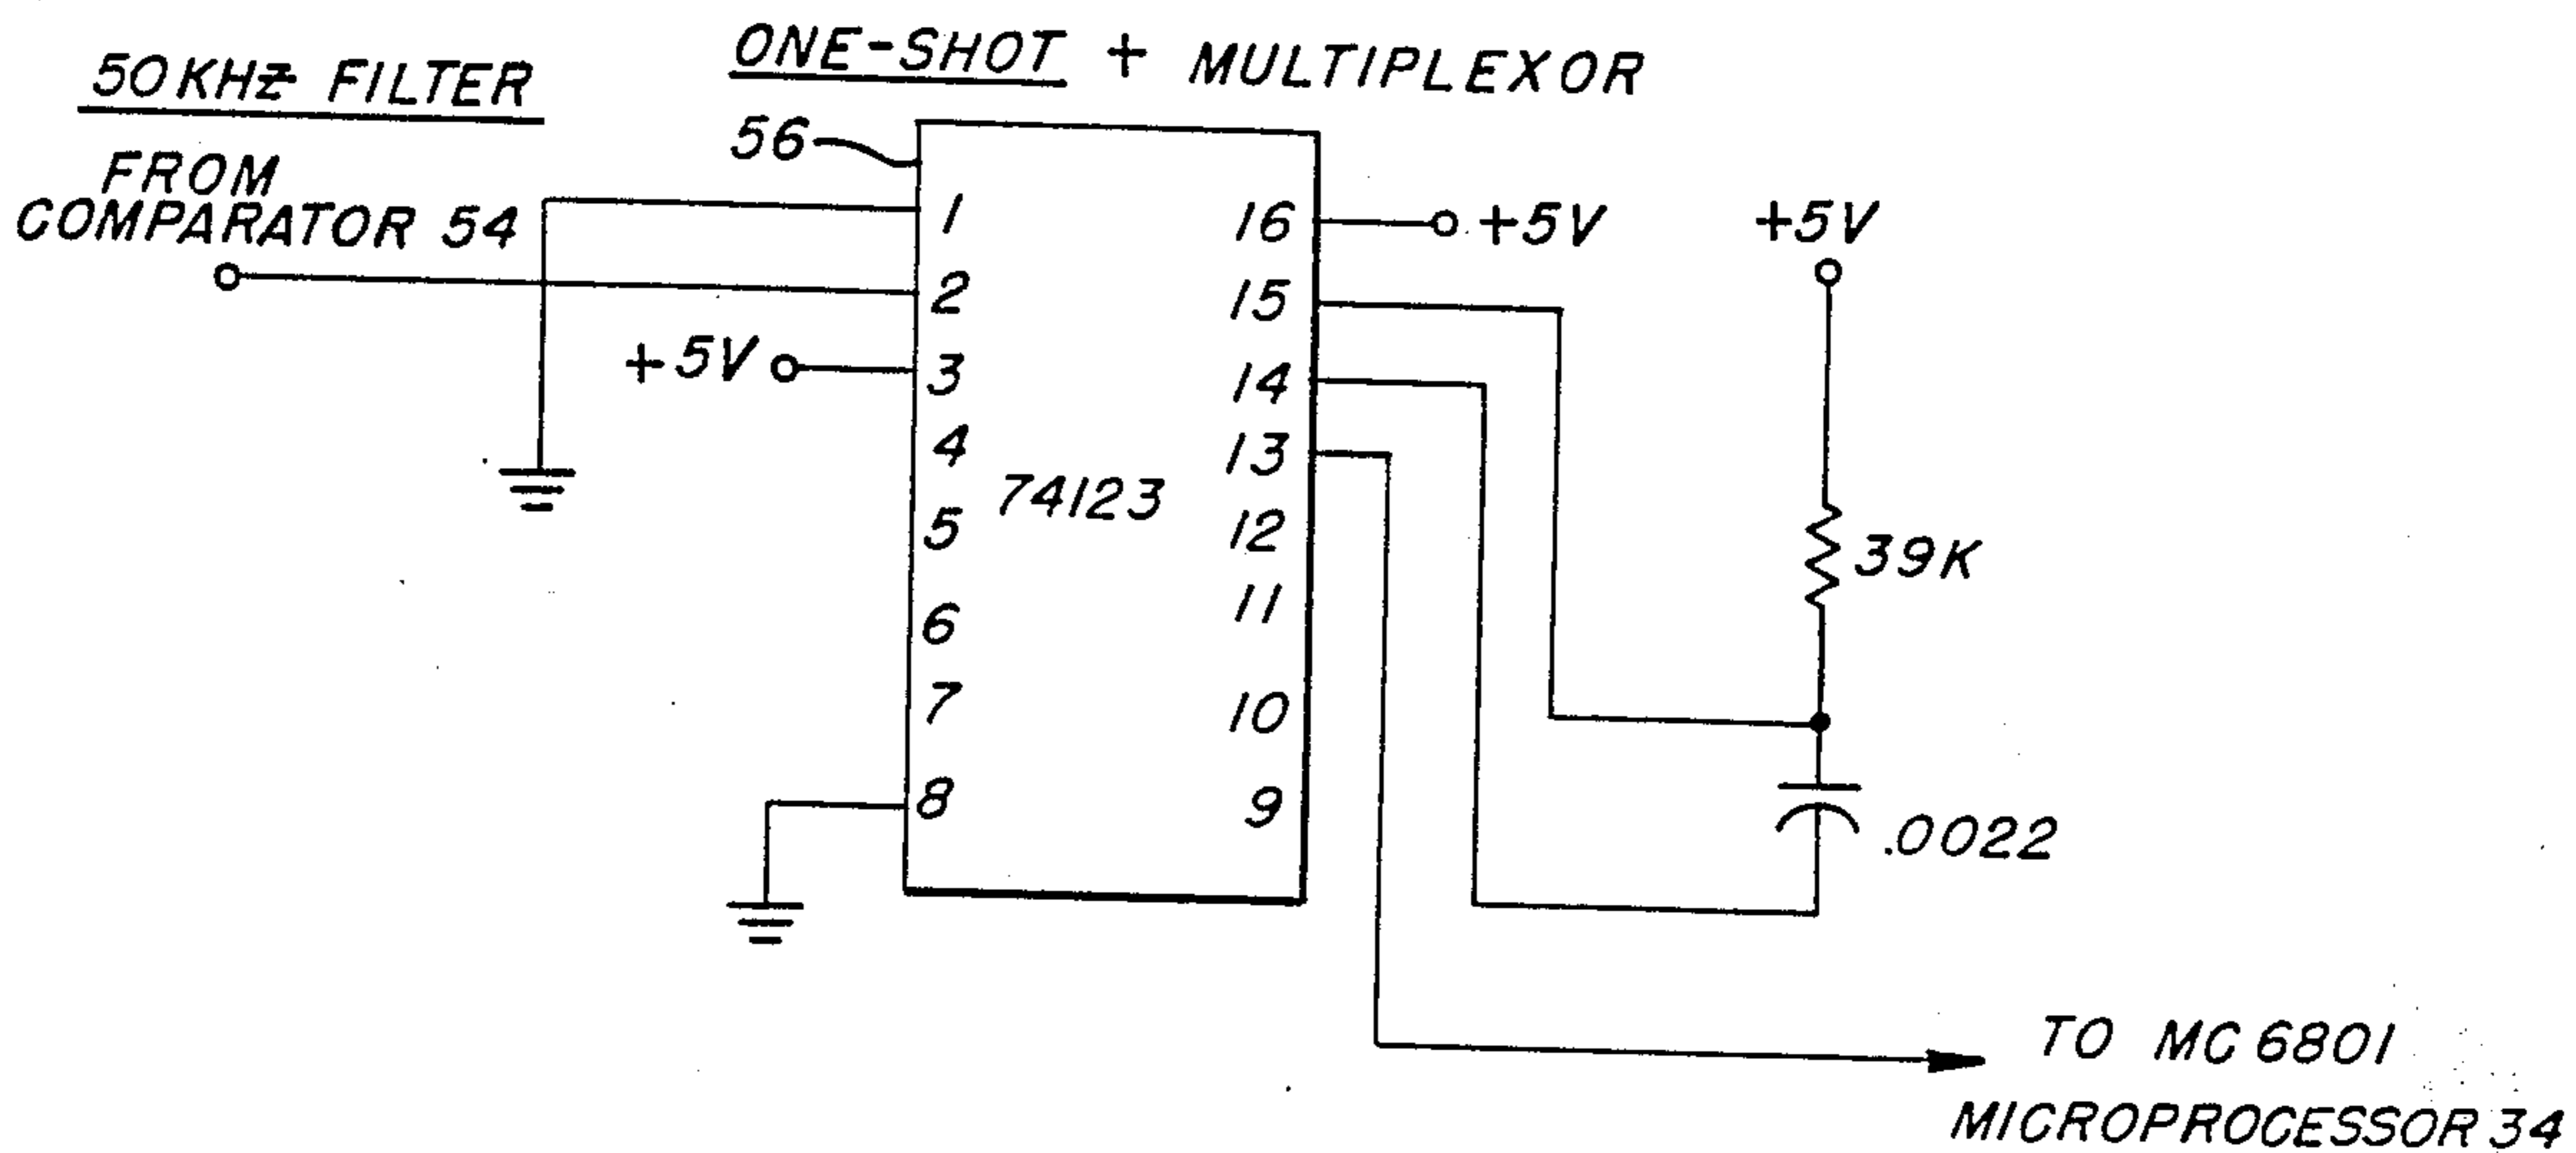 50KHz FILTER
ONE-SHOT + MULTIPLEXOR
56
FROM
COMPARATOR 54
+5V
74123
1
2
3
4
5
6
7
8
16
15
14
13
12
11
10
9
+5V
+5V
39K
.0022
TO MC 6801
MICROPROCESSOR 34